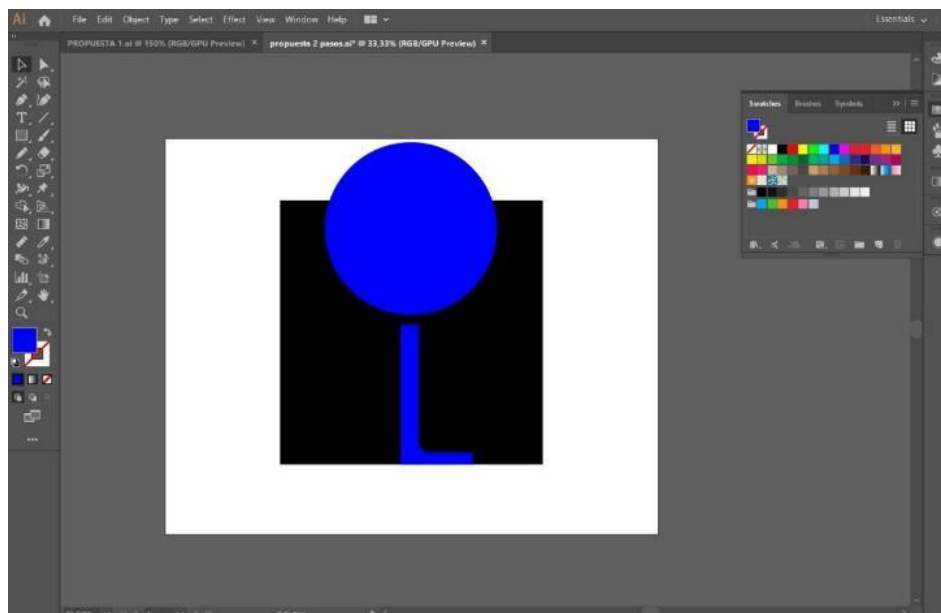 Ai File Edit Object Type Select Effect View Window Help Essentials
PROPUESTA 1.ai @ 150% (RGB/GPU Preview) × propuesta 2 pasos.ai* @ 33,33% (RGB/GPU Preview) ×
Swatches Brushes Symbols